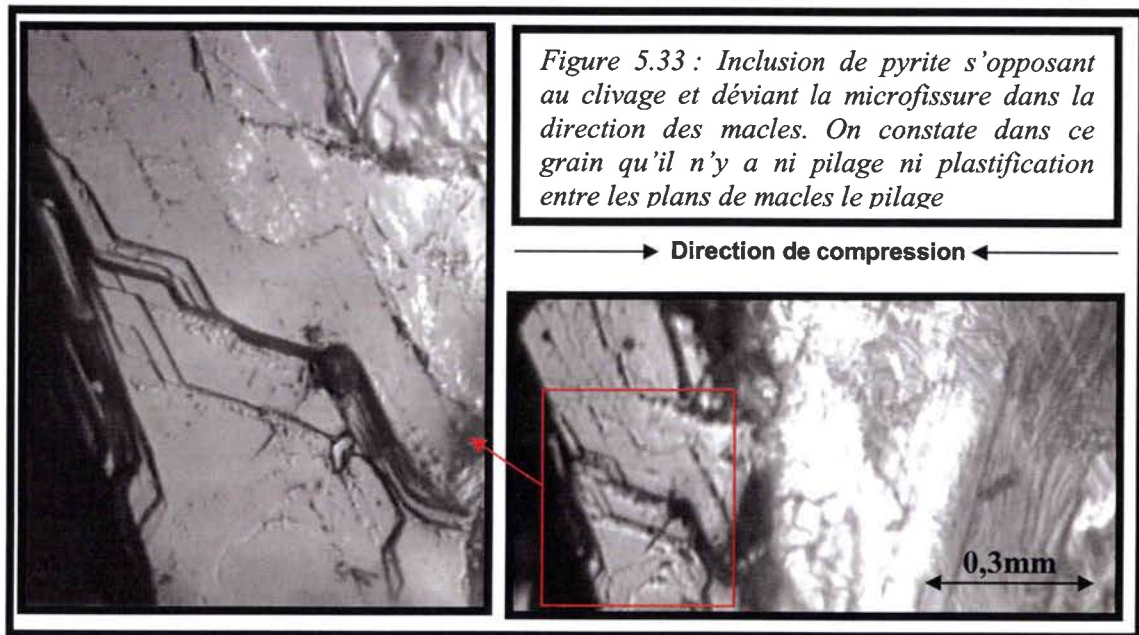 Figure 5.33 : Inclusion de pyrite s’opposant
au clivage et déviant la microfissure dans la
direction des macles. On constate dans ce
grain qu’il n’y a ni pilage ni plastification
entre les plans de macles le pilage
Direction de compression
0,3mm